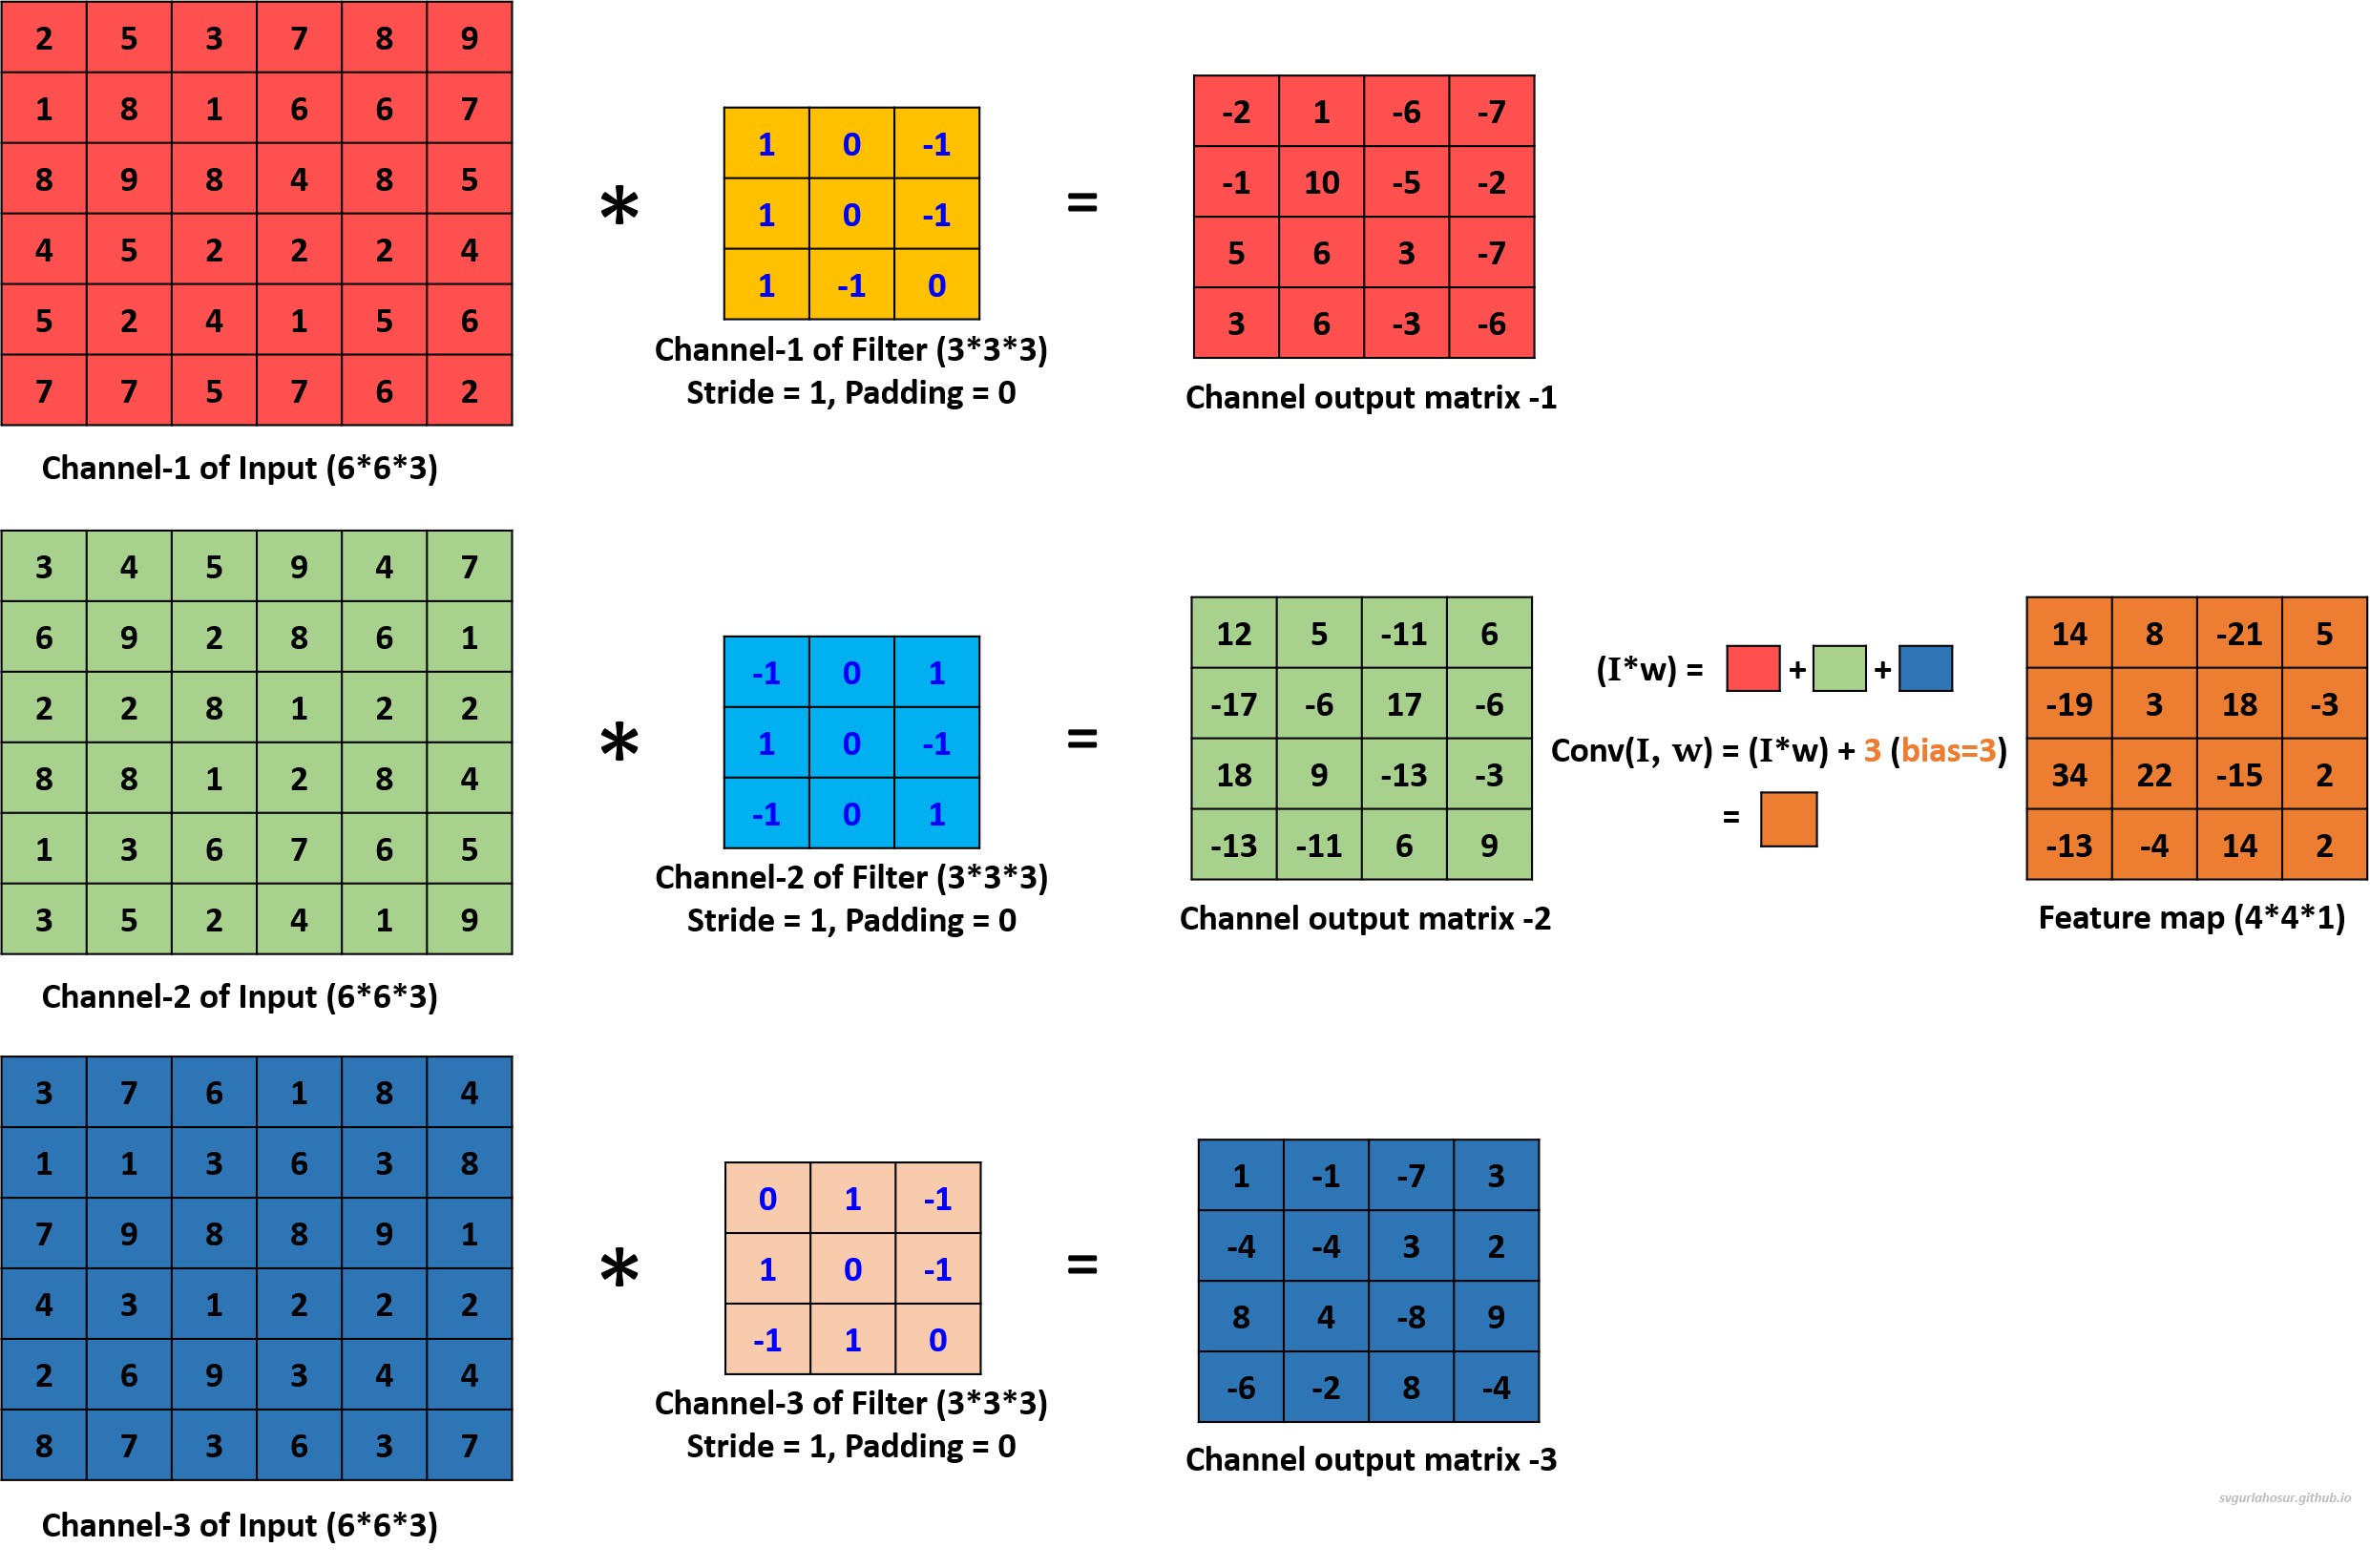 2 5 3 7 8 9
1 8 1 6 6 7
8 9 8 4 8 5
4 5 2 2 2 4
5 2 4 1 5 6
7 7 5 7 6 2
Channel-1 of Input (6*6*3)
*
1 0 -1
1 0 -1
1 -1 0
Channel-1 of Filter (3*3*3)
Stride = 1, Padding = 0
=
-2 1 -6 -7
-1 10 -5 -2
5 6 3 -7
3 6 -3 -6
Channel output matrix -1
3 4 5 9 4 7
6 9 2 8 6 1
2 2 8 1 2 2
8 8 1 2 8 4
1 3 6 7 6 5
3 5 2 4 1 9
Channel-2 of Input (6*6*3)
*
-1 0 1
1 0 -1
-1 0 1
Channel-2 of Filter (3*3*3)
Stride = 1, Padding = 0
=
12 5 -11 6
-17 -6 17 -6
18 9 -13 -3
-13 -11 6 9
Channel output matrix -2
(I*w) = + +
Conv(I, w) = (I*w) + 3 (bias=3)
=
14 8 -21 5
-19 3 18 -3
34 22 -15 2
-13 -4 14 2
Feature map (4*4*1)
3 7 6 1 8 4
1 1 3 6 3 8
7 9 8 8 9 1
4 3 1 2 2 2
2 6 9 3 4 4
8 7 3 6 3 7
Channel-3 of Input (6*6*3)
*
0 1 -1
1 0 -1
-1 1 0
Channel-3 of Filter (3*3*3)
Stride = 1, Padding = 0
=
1 -1 -7 3
-4 -4 3 2
8 4 -8 9
-6 -2 8 -4
Channel output matrix -3
svgurlahosur.github.io